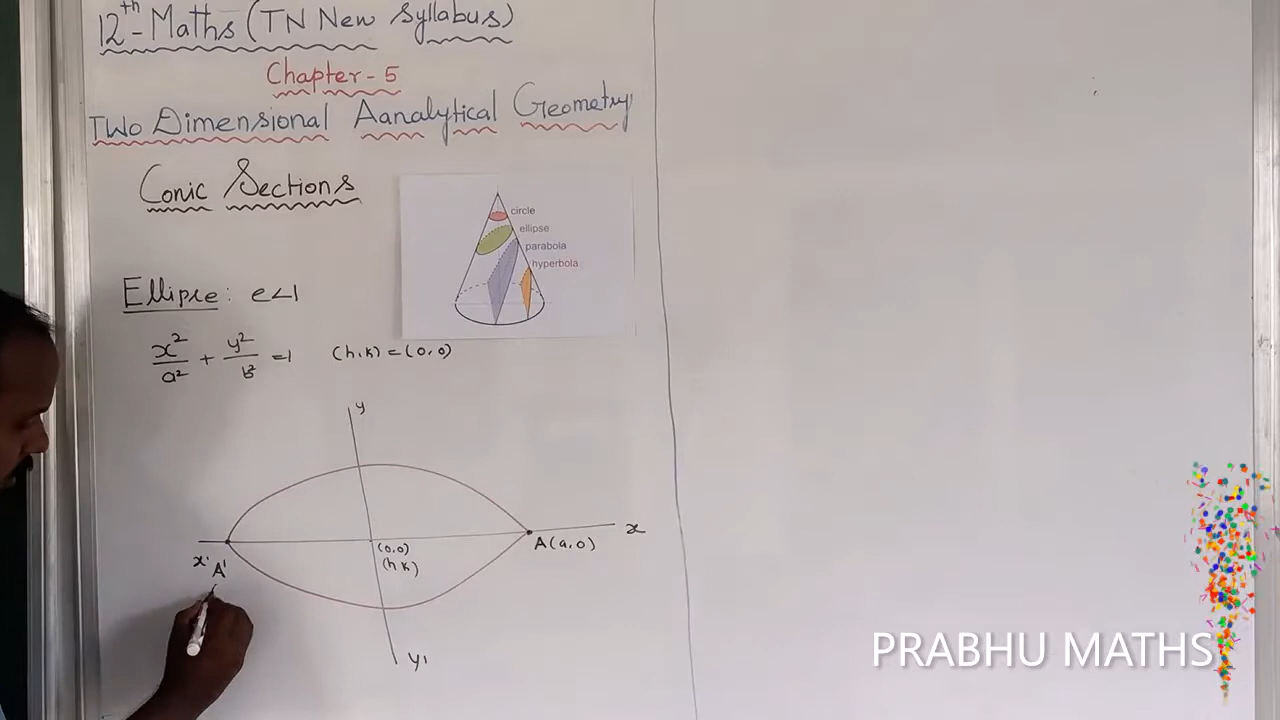 12th - Maths (TN New Syllabus)
Chapter - 5
Two Dimensional Aanalytical Geometry
Conic Sections
circle
ellipse
parabola
hyperbola
Ellipse : e<1
x²/a² + y²/b² =1 (h,k) = (0,0)
y
x
A(a,0)
(0,0)
(h,k)
x'
A'
y'
PRABHU MATHS